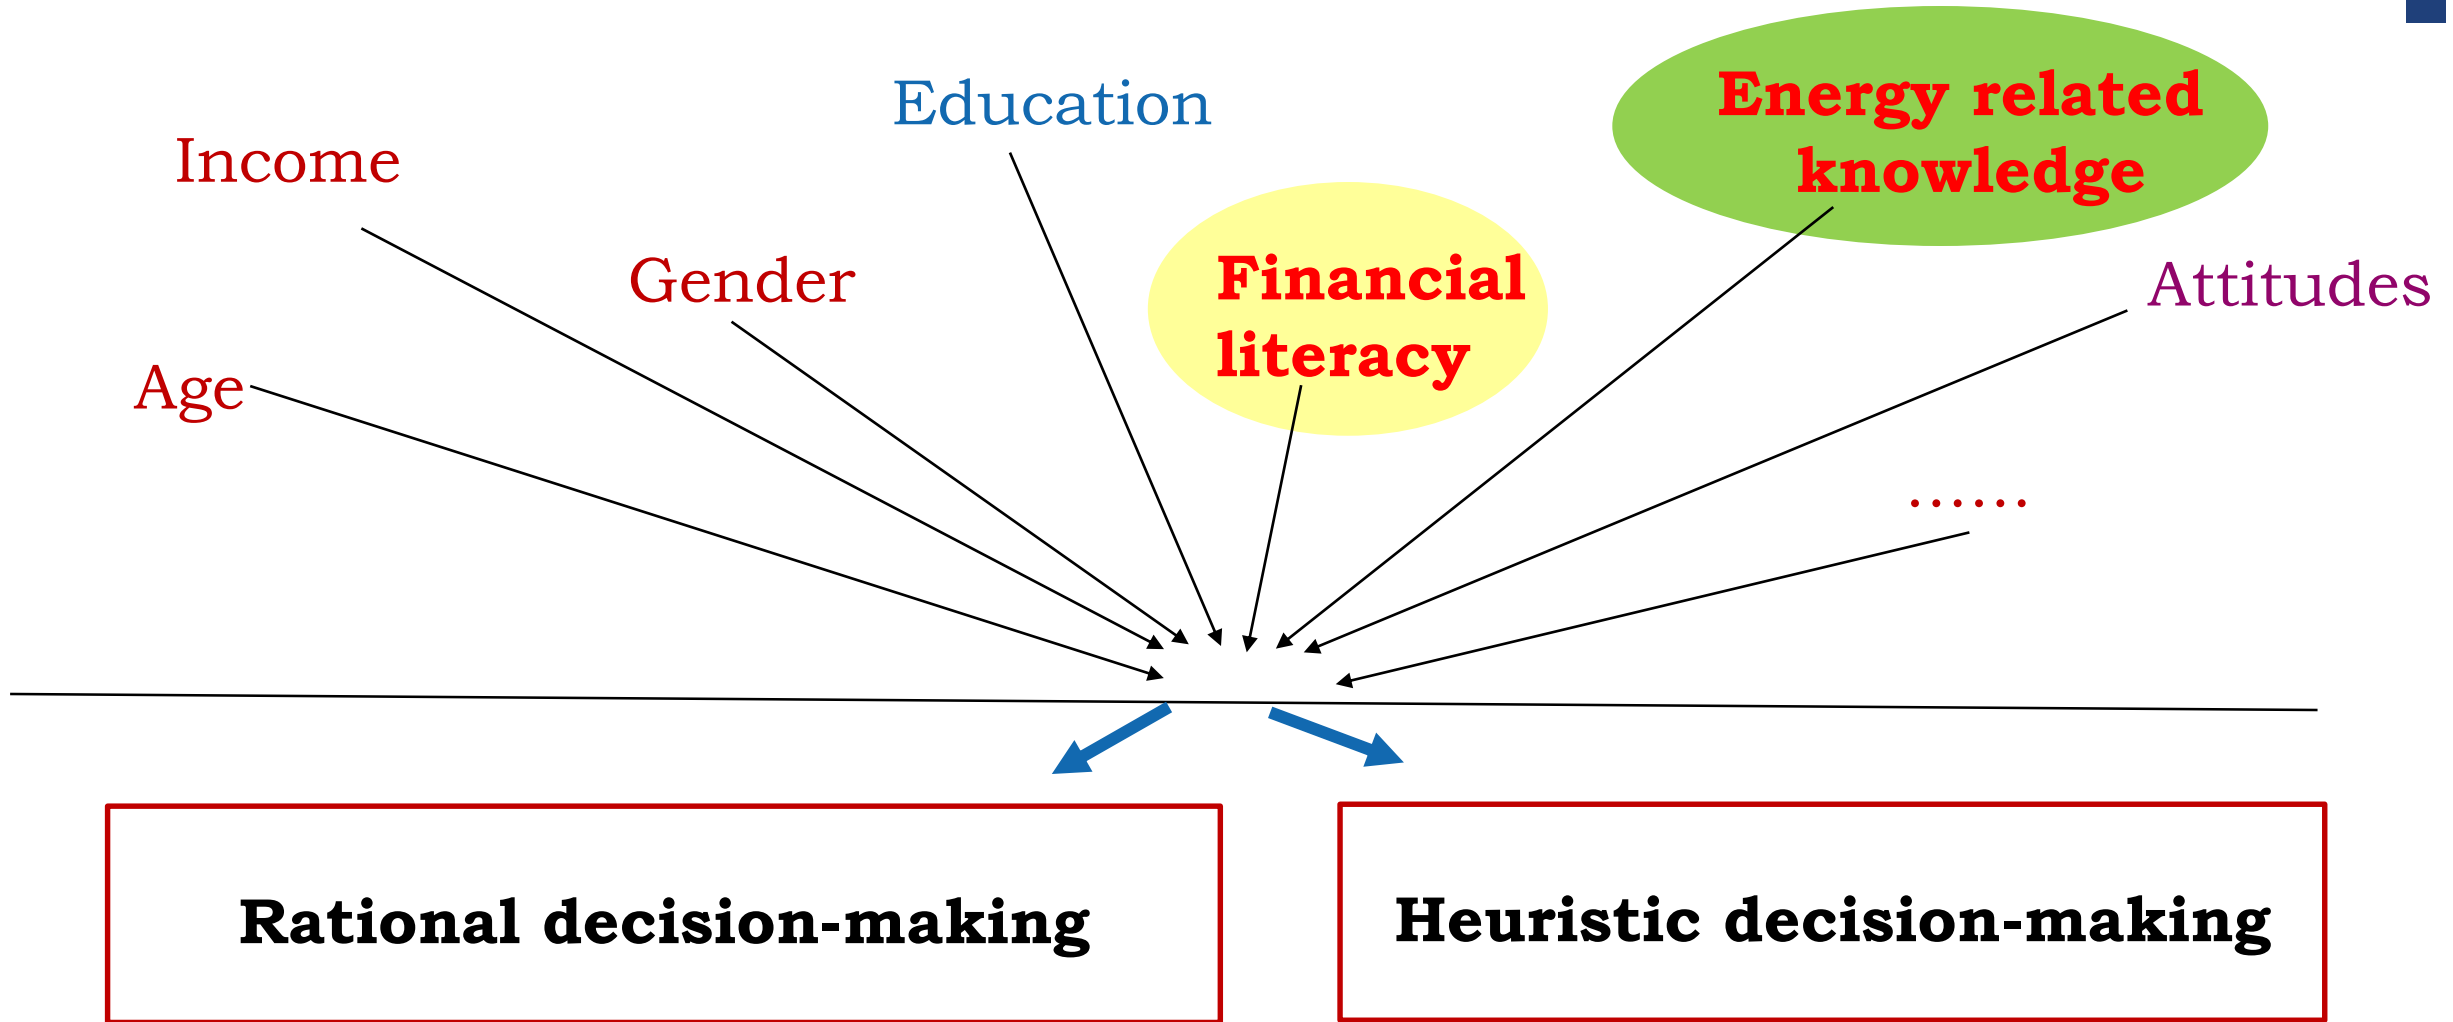 Education
Energy related
knowledge
Income
Gender
Financial
literacy
Attitudes
Age
......
Rational decision-making
Heuristic decision-making